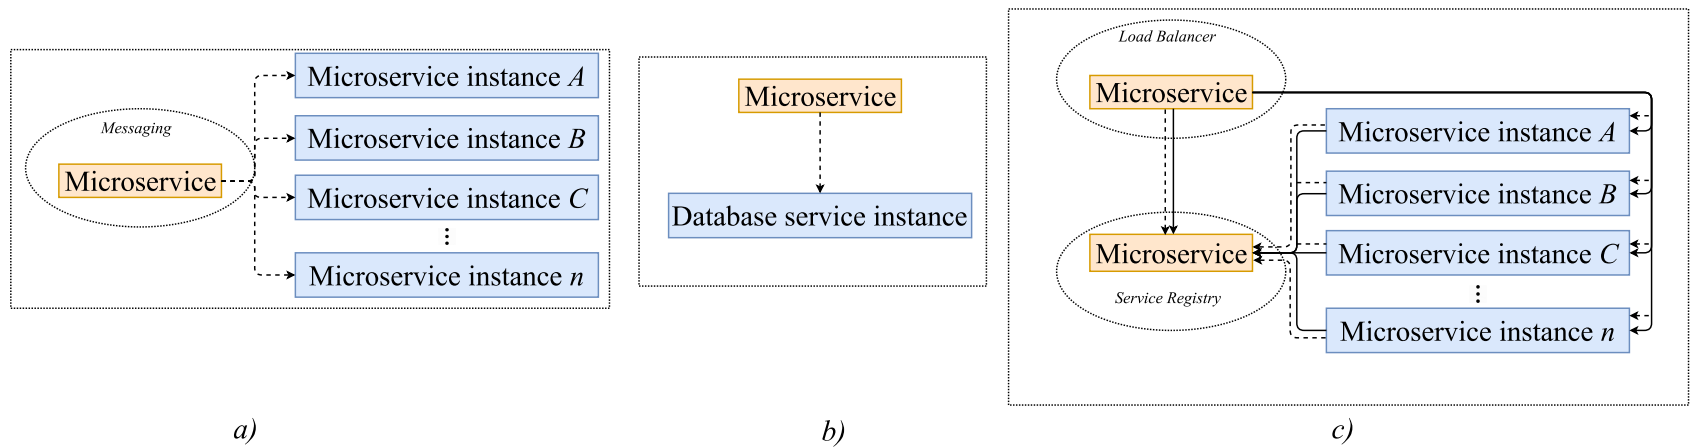 Messaging
Microservice
Microservice instance A
Microservice instance B
Microservice instance C
Microservice instance n
a)
Microservice
Database service instance
b)
Load Balancer
Microservice
Microservice
Service Registry
Microservice instance A
Microservice instance B
Microservice instance C
Microservice instance n
c)